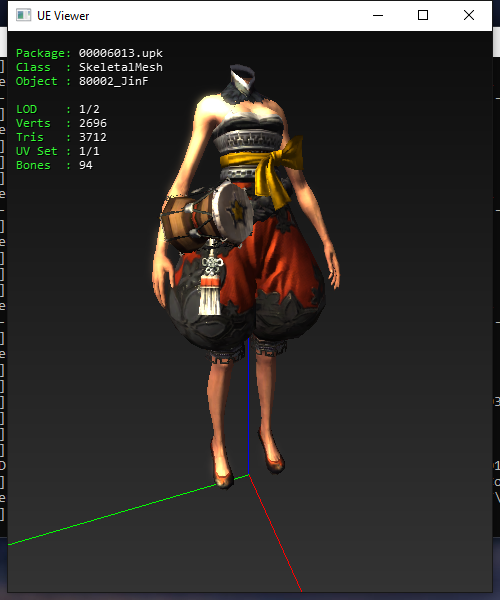 UE Viewer
Package: 00006013.upk
Class : SkeletalMesh
Object : 80002_JinF
LOD : 1/2
Verts : 2696
Tris : 3712
UV Set : 1/1
Bones : 94